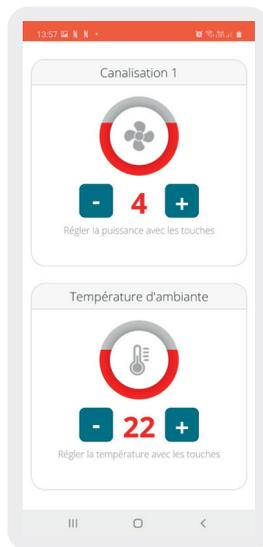 13:57
Canalisation 1
- 4 +
Régler la puissance avec les touches
Température d'ambiante
- 22 +
Régler la température avec les touches